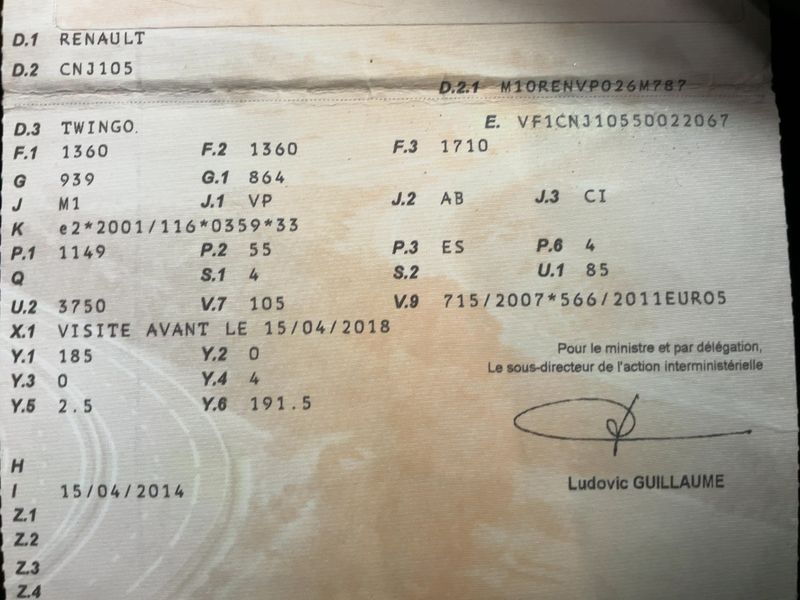 D.1 RENAULT
D.2 CNJ105
D.2.1 M10RENVP026M787
D.3 TWINGO.
E. VF1CNJ10550022067
F.1 1360 F.2 1360 F.3 1710
G 939 G.1 864
J M1 J.1 VP J.2 AB J.3 CI
K e2*2001/116*0359*33
P.1 1149 P.2 55 P.3 ES P.6 4
Q S.1 4 S.2 U.1 85
U.2 3750 V.7 105 V.9 715/2007*566/2011EURO5
X.1 VISITE AVANT LE 15/04/2018
Y.1 185 Y.2 0
Y.3 0 Y.4 4
Y.5 2.5 Y.6 191.5
Pour le ministre et par délégation,
Le sous-directeur de l'action interministérielle
Ludovic GUILLAUME
H
I 15/04/2014
Z.1
Z.2
Z.3
Z.4